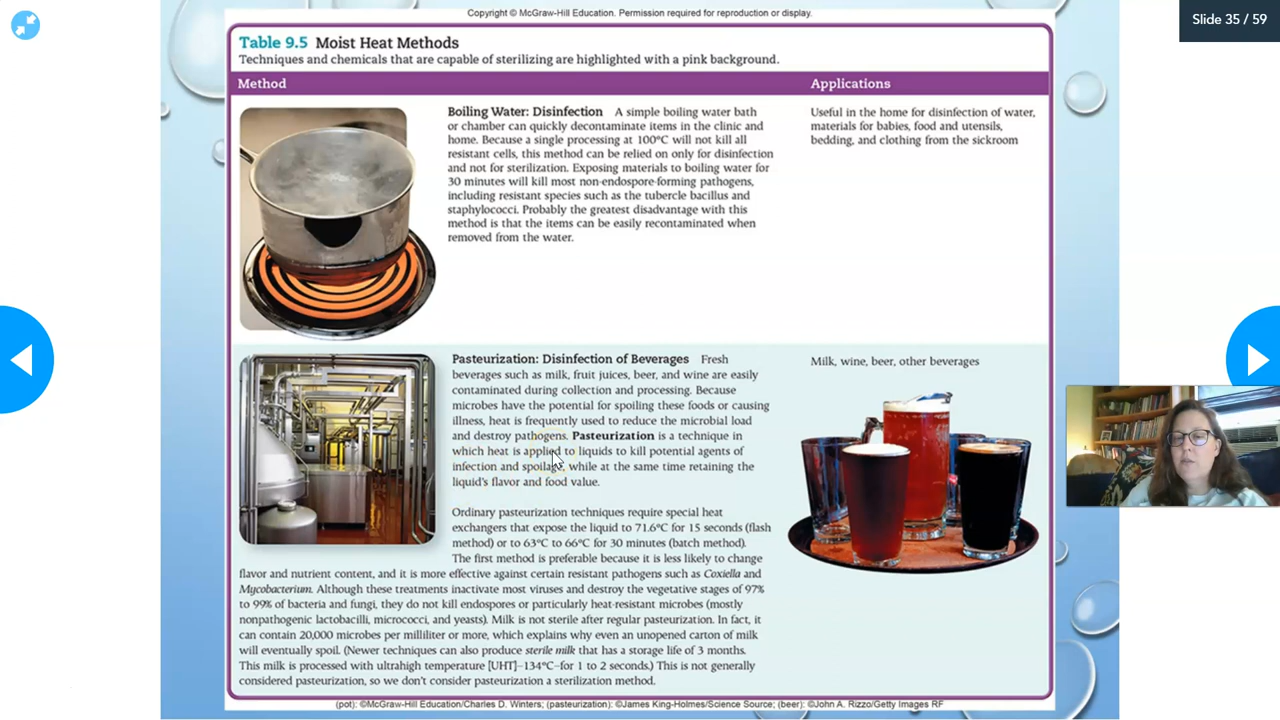 Copyright © McGraw-Hill Education. Permission required for reproduction or display.
Slide 35 / 59
Table 9.5 Moist Heat Methods
Techniques and chemicals that are capable of sterilizing are highlighted with a pink background.
Method
Applications
Boiling Water: Disinfection A simple boiling water bath
or chamber can quickly decontaminate items in the clinic and
home. Because a single processing at 100°C will not kill all
resistant cells, this method can be relied on only for disinfection
and not for sterilization. Exposing materials to boiling water for
30 minutes will kill most non-endospore-forming pathogens,
including resistant species such as the tubercle bacillus and
staphylococci. Probably the greatest disadvantage with this
method is that the items can be easily recontaminated when
removed from the water.
Useful in the home for disinfection of water,
materials for babies, food and utensils,
bedding, and clothing from the sickroom
Pasteurization: Disinfection of Beverages Fresh
beverages such as milk, fruit juices, beer, and wine are easily
contaminated during collection and processing. Because
microbes have the potential for spoiling these foods or causing
illness, heat is frequently used to reduce the microbial load
and destroy pathogens. Pasteurization is a technique in
which heat is applied to liquids to kill potential agents of
infection and spoilage, while at the same time retaining the
liquid's flavor and food value.
Ordinary pasteurization techniques require special heat
exchangers that expose the liquid to 71.6°C for 15 seconds (flash
method) or to 63°C to 66°C for 30 minutes (batch method).
The first method is preferable because it is less likely to change
flavor and nutrient content, and it is more effective against certain resistant pathogens such as Coxiella and
Mycobacterium. Although these treatments inactivate most viruses and destroy the vegetative stages of 97%
to 99% of bacteria and fungi, they do not kill endospores or particularly heat-resistant microbes (mostly
nonpathogenic lactobacilli, micrococci, and yeasts). Milk is not sterile after regular pasteurization. In fact, it
can contain 20,000 microbes per milliliter or more, which explains why even an unopened carton of milk
will eventually spoil. (Newer techniques can also produce sterile milk that has a storage life of 3 months.
This milk is processed with ultrahigh temperature [UHT]–134°C–for 1 to 2 seconds.) This is not generally
considered pasteurization, so we don't consider pasteurization a sterilization method.
Milk, wine, beer, other beverages
(pot): ©McGraw-Hill Education/Charles D. Winters; (pasteurization): ©James King-Holmes/Science Source; (beer): ©John A. Rizzo/Getty Images RF